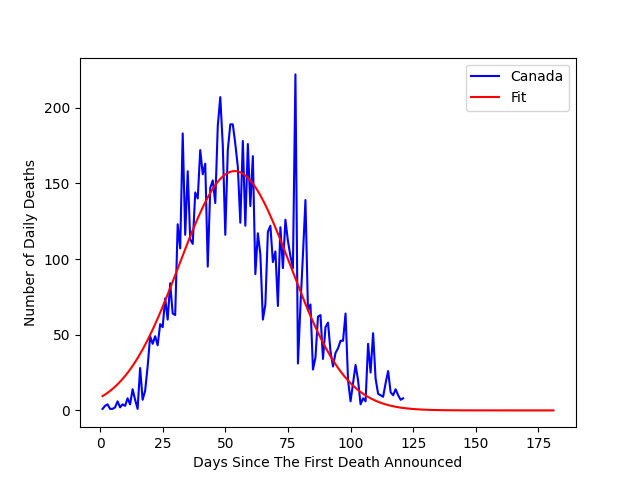 Canada
Fit
Number of Daily Deaths
200
150
100
50
0
0 25 50 75 100 125 150 175
Days Since The First Death Announced